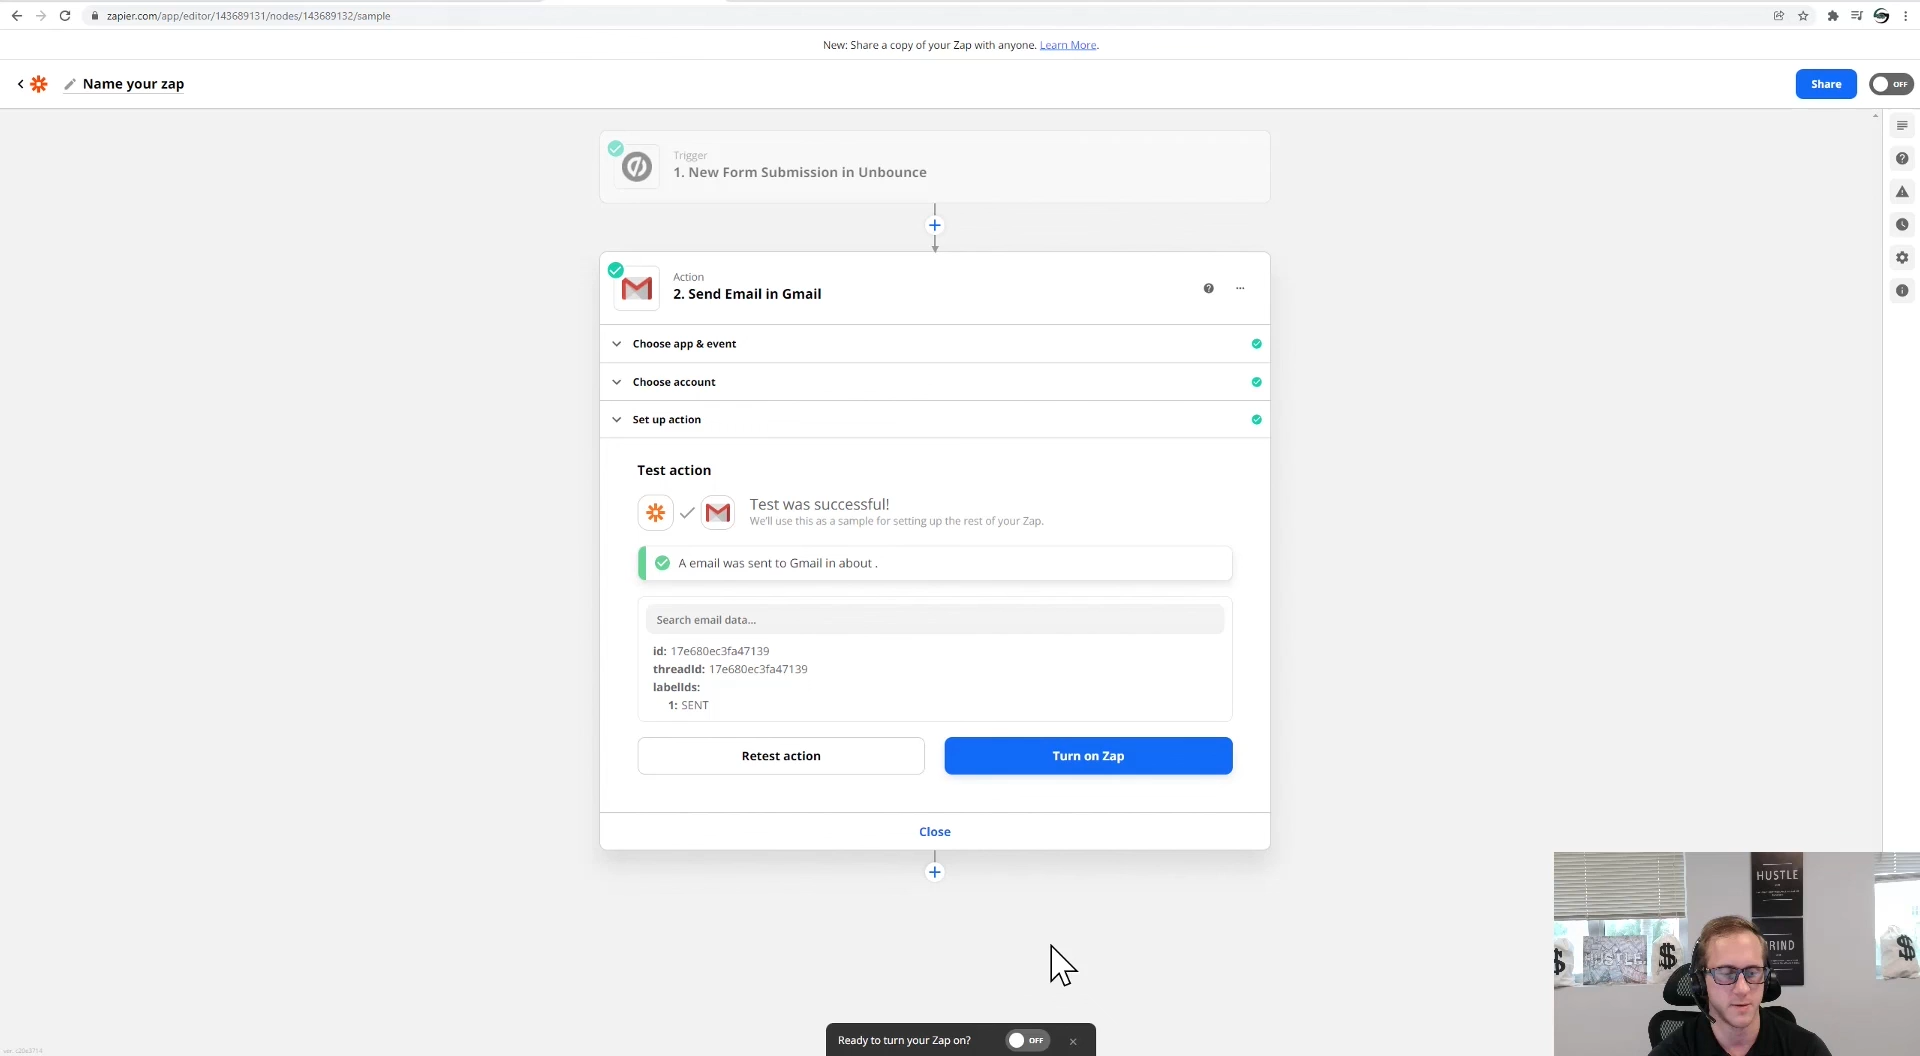 zapier.com/app/editor/143689131/nodes/143689132/sample
New: Share a copy of your Zap with anyone. Learn More.
Name your zap
Share
OFF
Trigger
1. New Form Submission in Unbounce
Action
2. Send Email in Gmail
Choose app & event
Choose account
Set up action
Test action
Test was successful!
We'll use this as a sample for setting up the rest of your Zap.
A email was sent to Gmail in about .
Search email data...
id: 17e680ec3fa47139
threadId: 17e680ec3fa47139
labelIds:
1: SENT
Retest action
Turn on Zap
Close
HUSTLE
HUSTLE
GRIND
Ready to turn your Zap on?
OFF